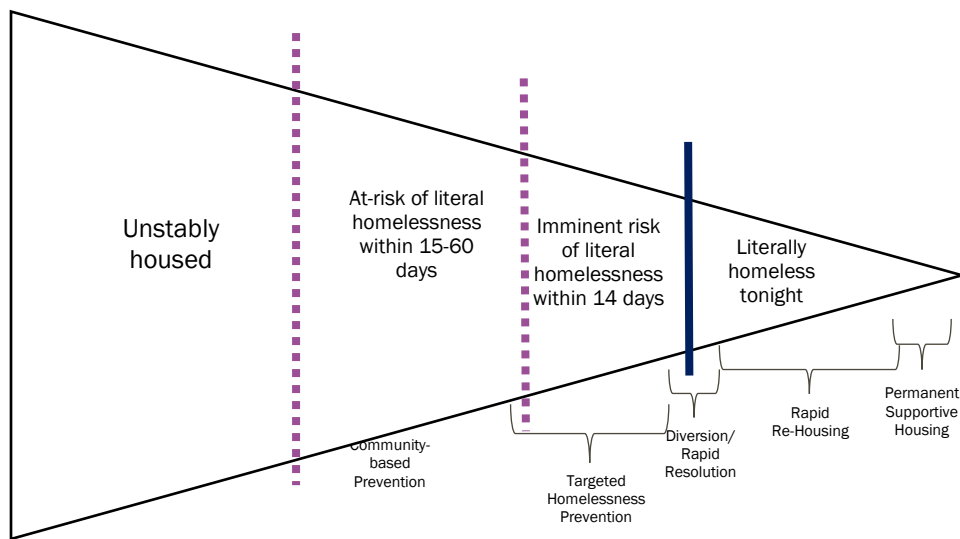 Unstably
housed
At-risk of literal
homelessness
within 15-60
days
Imminent risk
of literal
homelessness
within 14 days
Literally
homeless
tonight
Community-
based
Prevention
Targeted
Homelessness
Prevention
Diversion/
Rapid
Resolution
Rapid
Re-Housing
Permanent
Supportive
Housing